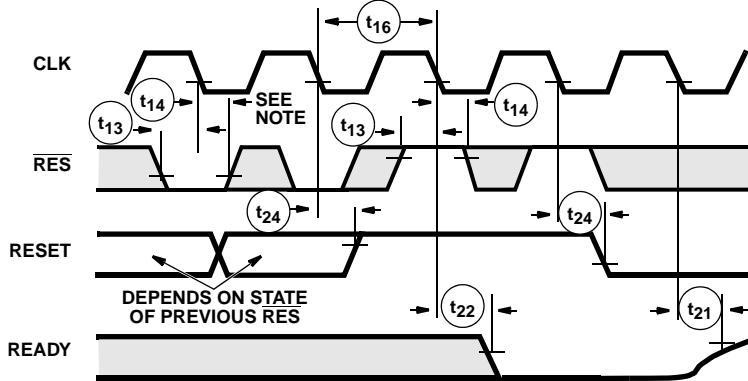 t16
CLK
t14
SEE
NOTE
t14
t13
t13
RES
t24
t24
RESET
DEPENDS ON STATE
OF PREVIOUS RES
t22
t21
READY